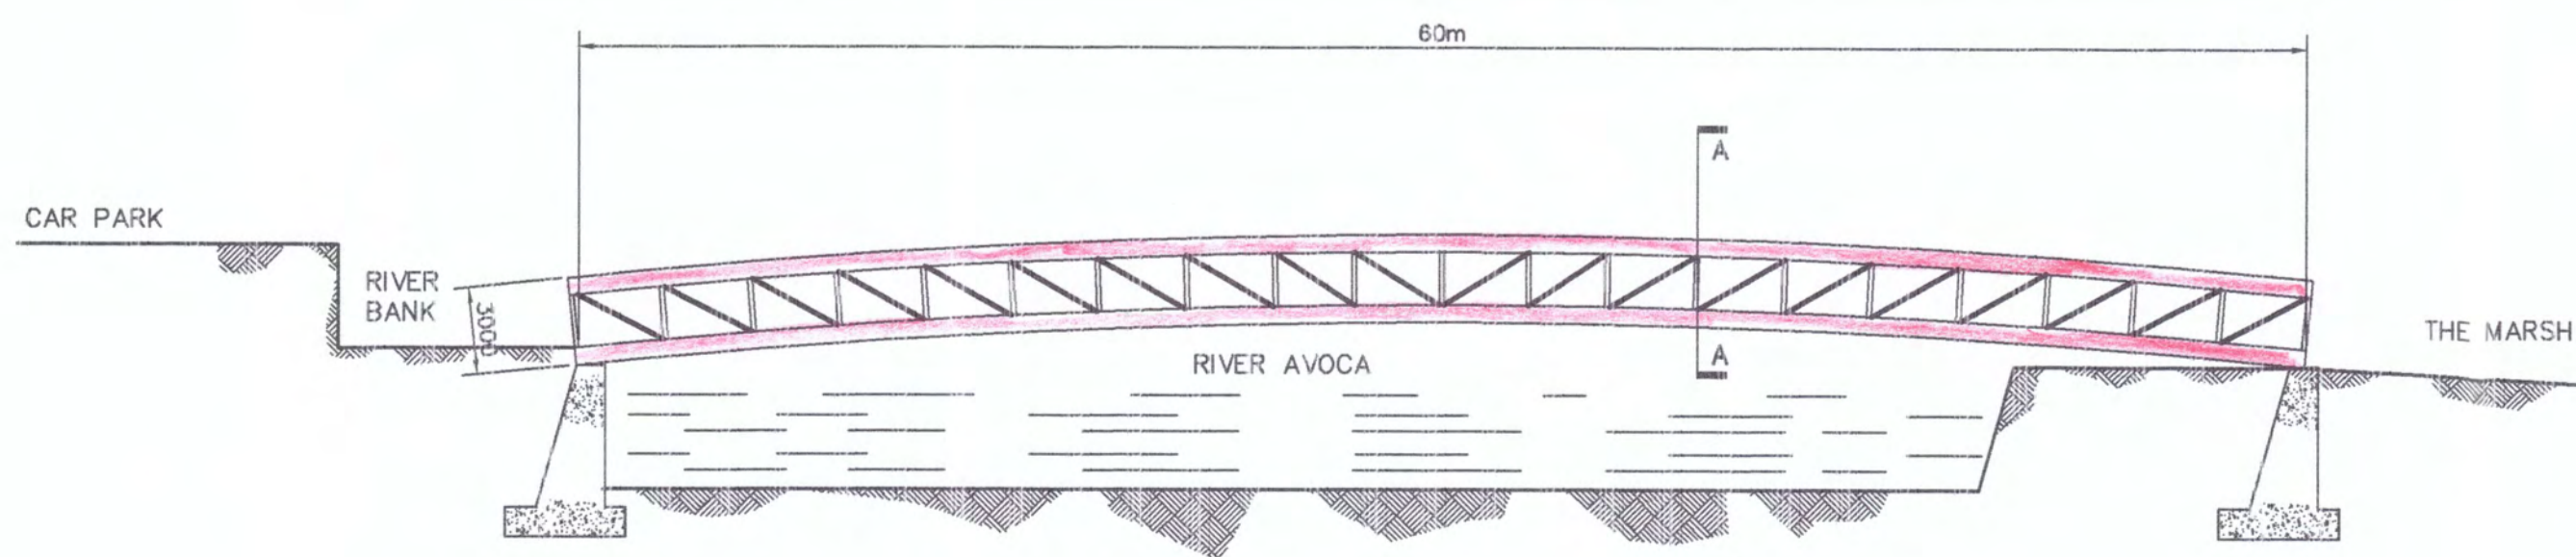 60m
A
CAR PARK
RIVER
BANK
3000
THE MARSH
RIVER AVOCA
A